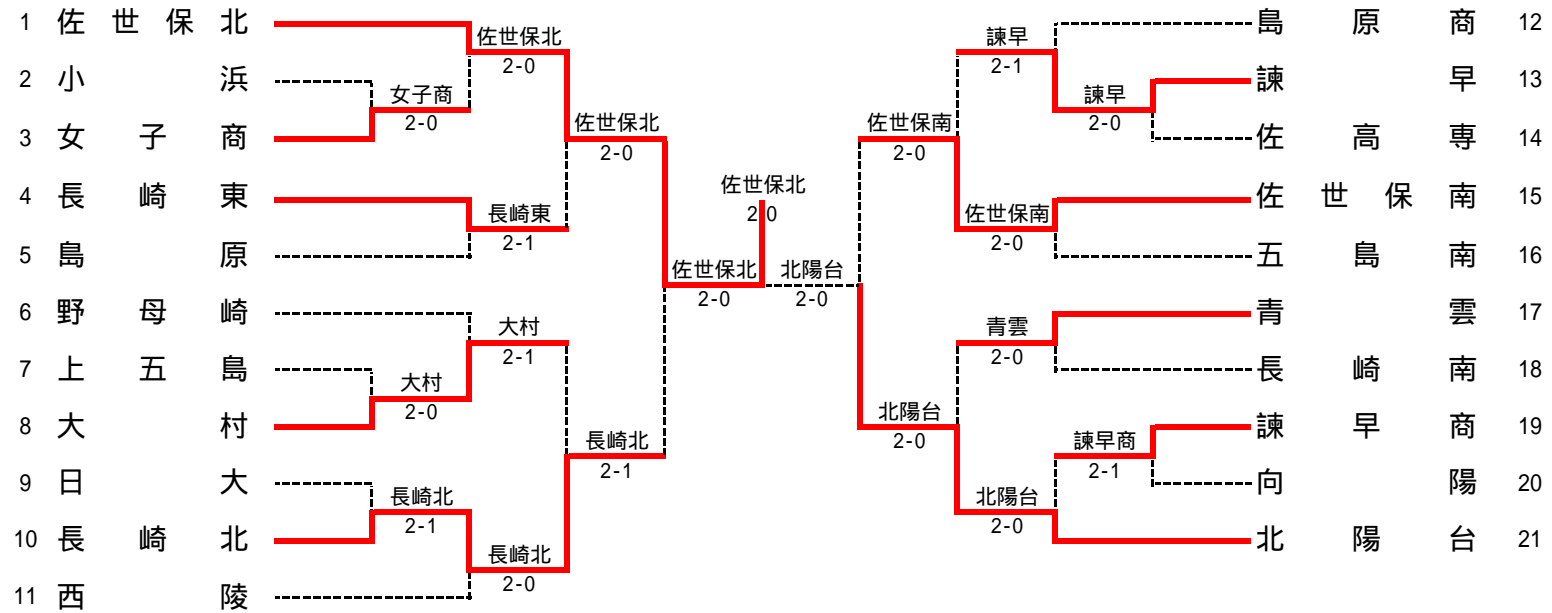 1 佐世保北
2 小浜
3 女子商
4 長崎東
5 島原
6 野母崎
7 上五島
8 大村
9 日大
10 長崎北
11 西陵
女子商
2-0
大村
2-0
長崎北
2-1
佐世保北
2-0
長崎東
2-1
大村
2-1
長崎北
2-0
佐世保北
2-0
長崎北
2-1
佐世保北
2-0
佐世保北
2-0
北陽台
2-0
佐世保南
2-0
北陽台
2-0
諫早
2-1
佐世保南
2-0
青雲
2-0
北陽台
2-0
諫早
2-0
諫早商
2-1
島原商 12
諫早 13
佐高専 14
佐世保南 15
五島南 16
青雲 17
長崎南 18
諫早商 19
向陽 20
北陽台 21